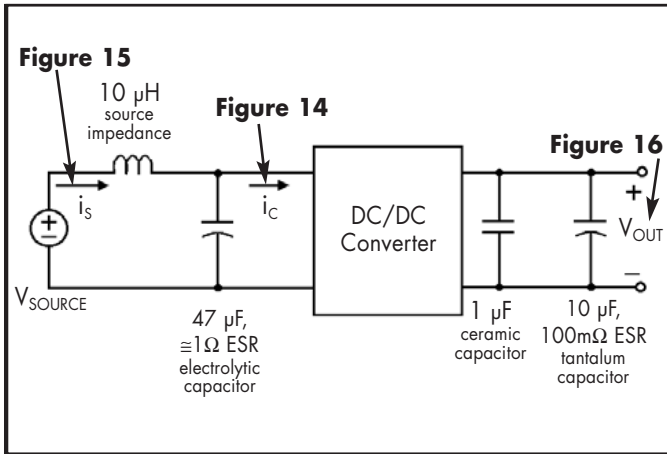 Figure 15
10 µH
source
impedance
Figure 14
Figure 16
i_S
i_C
DC/DC
Converter
+
V_OUT
−
+
−
V_SOURCE
47 µF,
≅1Ω ESR
electrolytic
capacitor
1 µF
ceramic
capacitor
10 µF,
100mΩ ESR
tantalum
capacitor